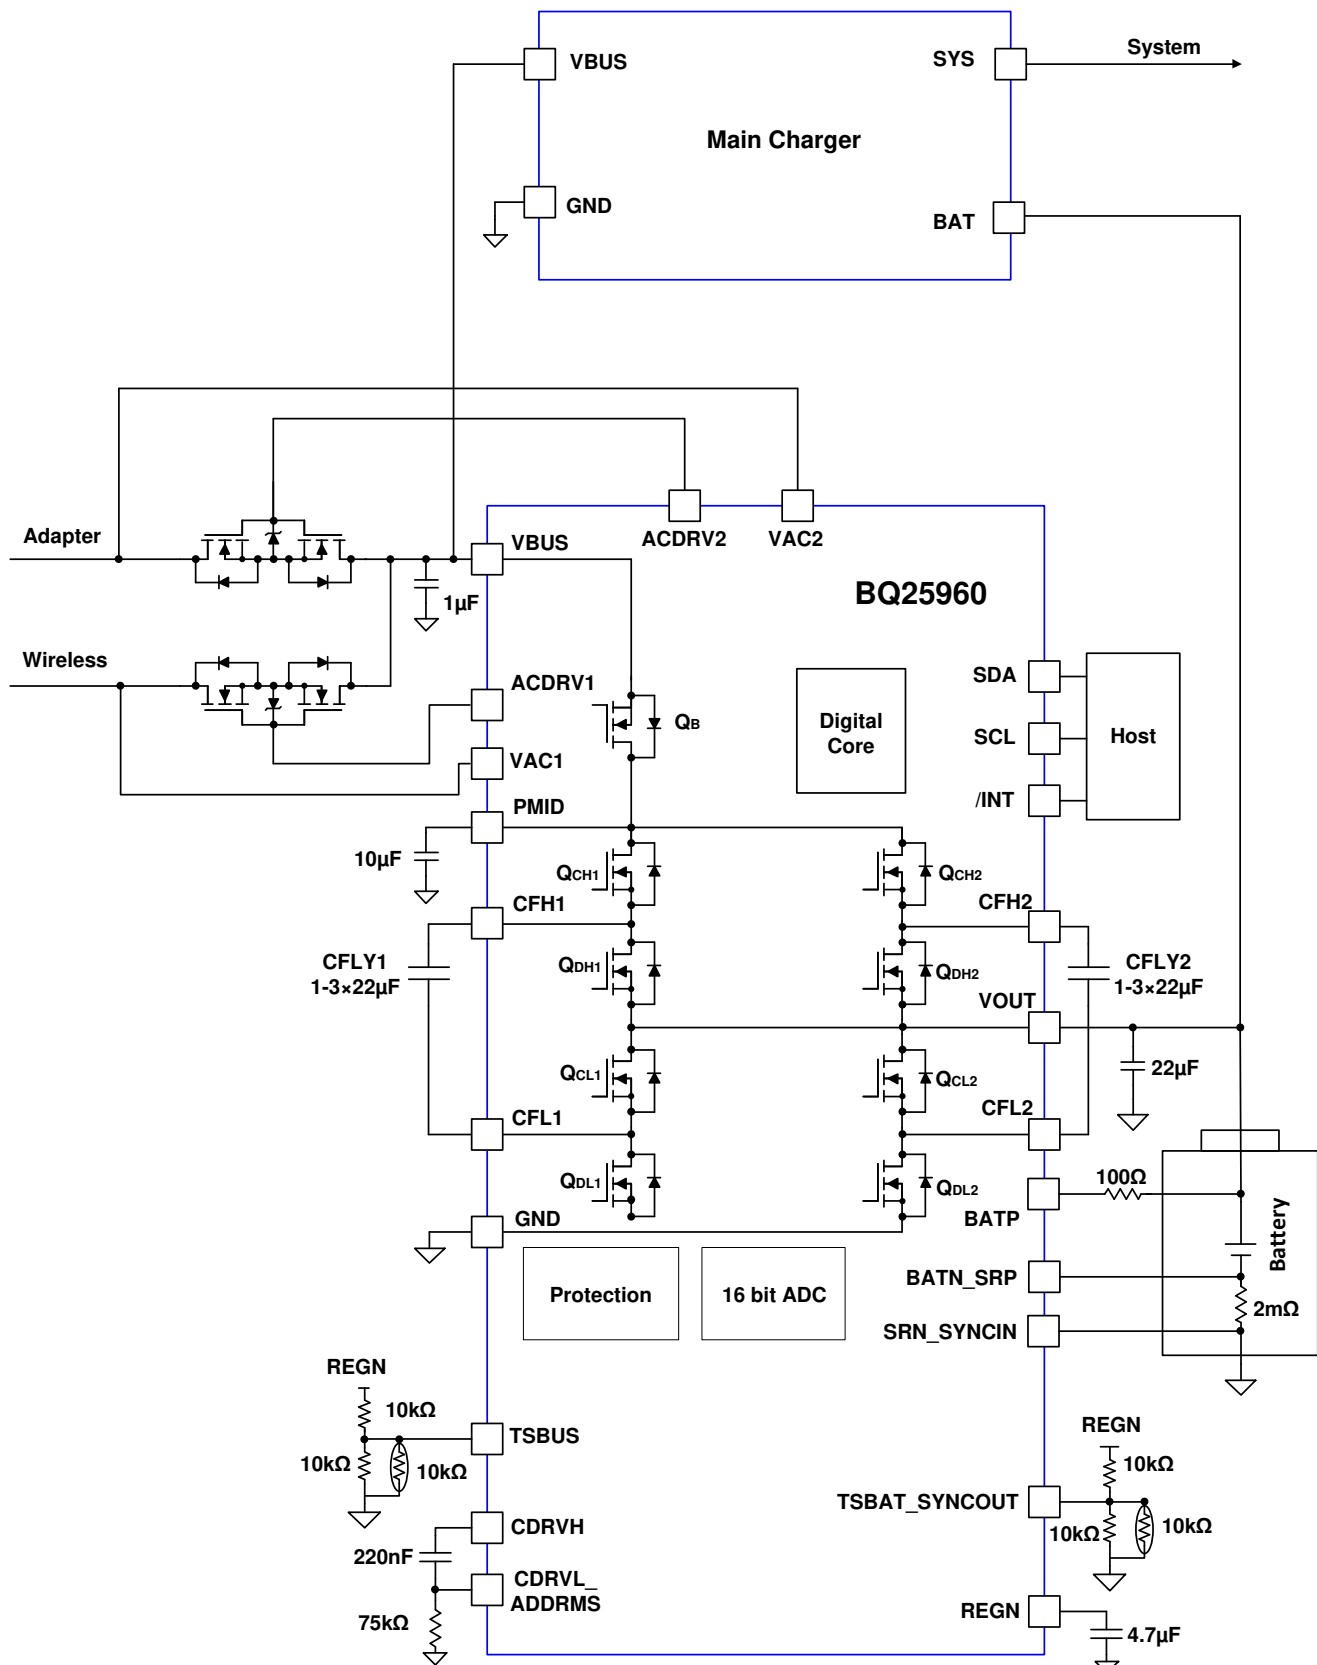 VBUS
SYS
System
Main Charger
GND
BAT
Adapter
ACDRV2
VAC2
VBUS
1µF
BQ25960
Wireless
ACDRV1
QB
VAC1
Digital
Core
SDA
SCL
/INT
Host
PMID
10µF
QCH1
QCH2
CFH1
CFH2
CFLY1
1-3×22µF
QDH1
QDH2
CFLY2
1-3×22µF
VOUT
QCL1
QCL2
22µF
CFL1
CFL2
QDL1
QDL2
100Ω
GND
BATP
Battery
Protection
16 bit ADC
BATN_SRP
2mΩ
SRN_SYNCIN
REGN
10kΩ
TSBUS
10kΩ
10kΩ
REGN
10kΩ
TSBAT_SYNCOUT
10kΩ
10kΩ
CDRVH
220nF
CDRVL_
ADDRMS
75kΩ
REGN
4.7µF